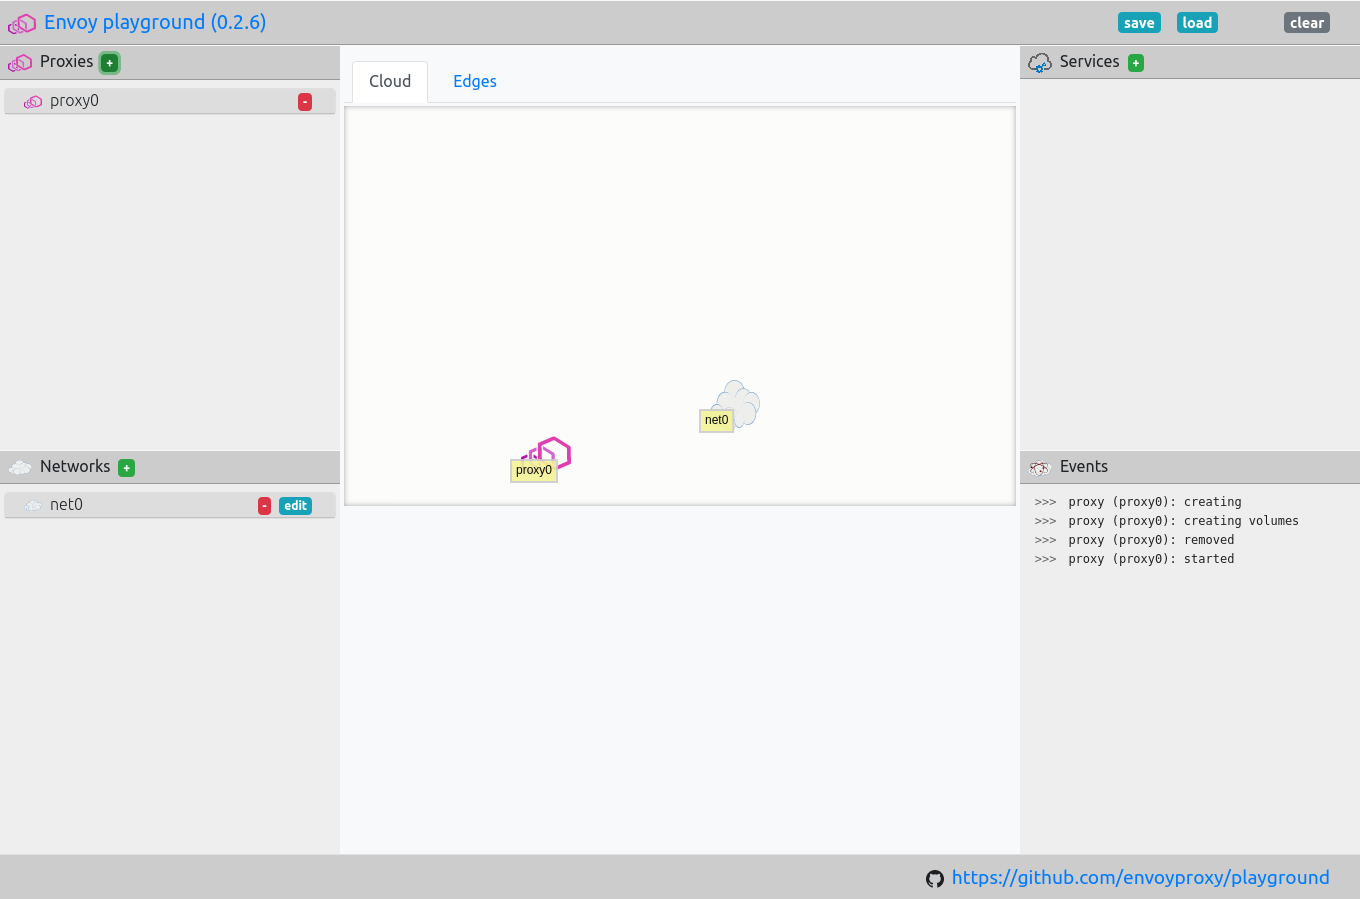 Envoy playground (0.2.6)
save
load
clear
Proxies +
proxy0 -
Networks +
net0 - edit
Cloud
Edges
net0
proxy0
Services +
Events
>>> proxy (proxy0): creating
>>> proxy (proxy0): creating volumes
>>> proxy (proxy0): removed
>>> proxy (proxy0): started
https://github.com/envoyproxy/playground